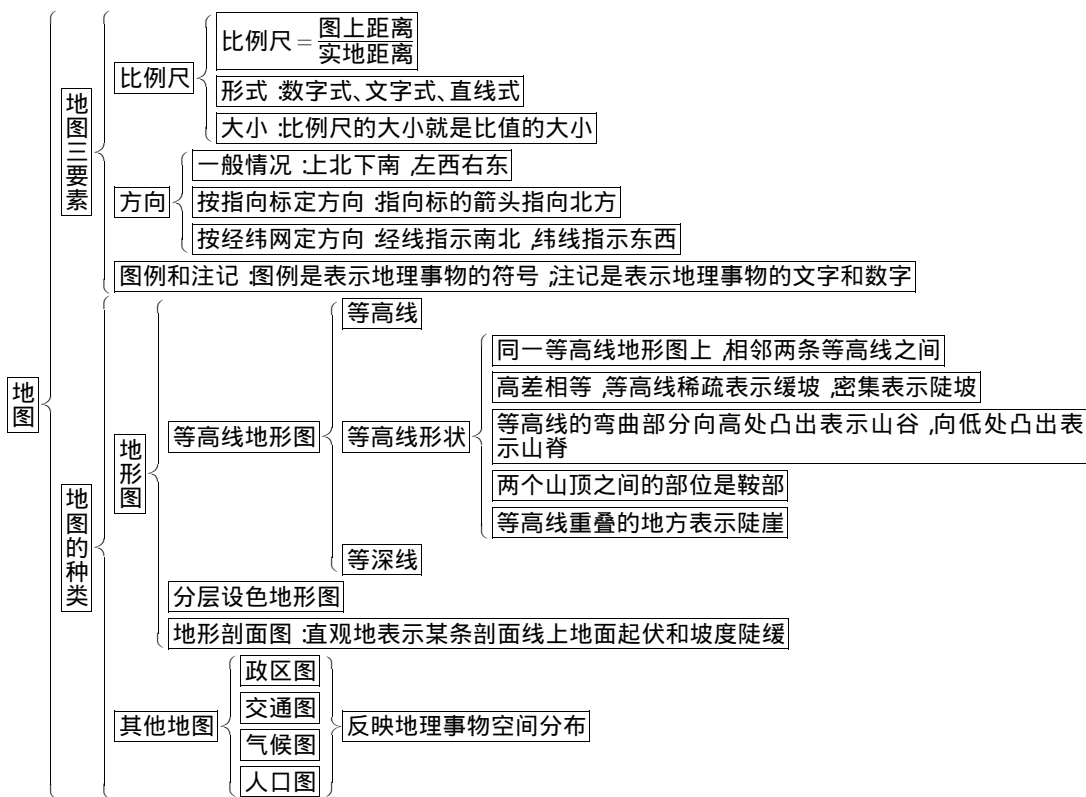 地图
地图三要素
比例尺
比例尺=图上距离/实地距离
形式:数字式、文字式、直线式
大小:比例尺的大小就是比值的大小
方向
一般情况:上北下南,左西右东
按指向标定方向:指向标的箭头指向北方
按经纬网定方向:经线指示南北,纬线指示东西
图例和注记:图例是表示地理事物的符号;注记是表示地理事物的文字和数字
地图的种类
地形图
等高线地形图
等高线
等高线形状
同一等高线地形图上,相邻两条等高线之间
高差相等,等高线稀疏表示缓坡,密集表示陡坡
等高线的弯曲部分向高处凸出表示山谷,向低处凸出表
示山脊
两个山顶之间的部位是鞍部
等高线重叠的地方表示陡崖
等深线
分层设色地形图
地形剖面图:直观地表示某条剖面线上地面起伏和坡度陡缓
其他地图
政区图
交通图
气候图
人口图
反映地理事物空间分布